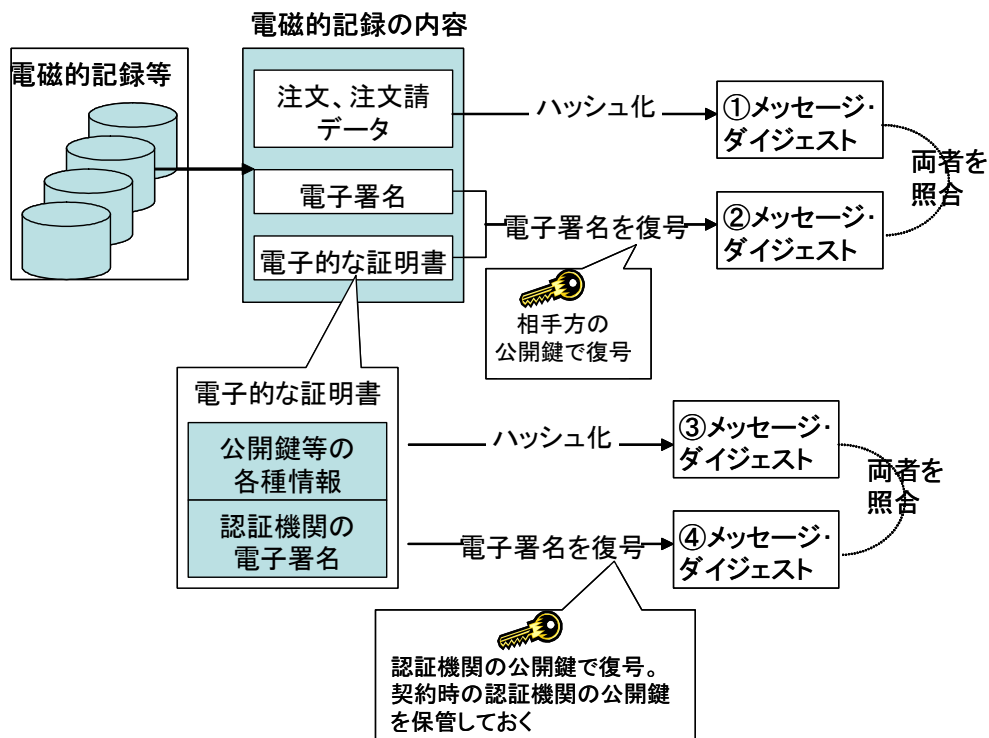 電磁的記録の内容
電磁的記録等
注文、注文請
データ
ハッシュ化
①メッセージ・
ダイジェスト
両者を
照合
電子署名
電子署名を復号
②メッセージ・
ダイジェスト
電子的な証明書
相手方の
公開鍵で復号
電子的な証明書
公開鍵等の
各種情報
ハッシュ化
③メッセージ・
ダイジェスト
両者を
照合
認証機関の
電子署名
電子署名を復号
④メッセージ・
ダイジェスト
認証機関の公開鍵で復号。
契約時の認証機関の公開鍵
を保管しておく